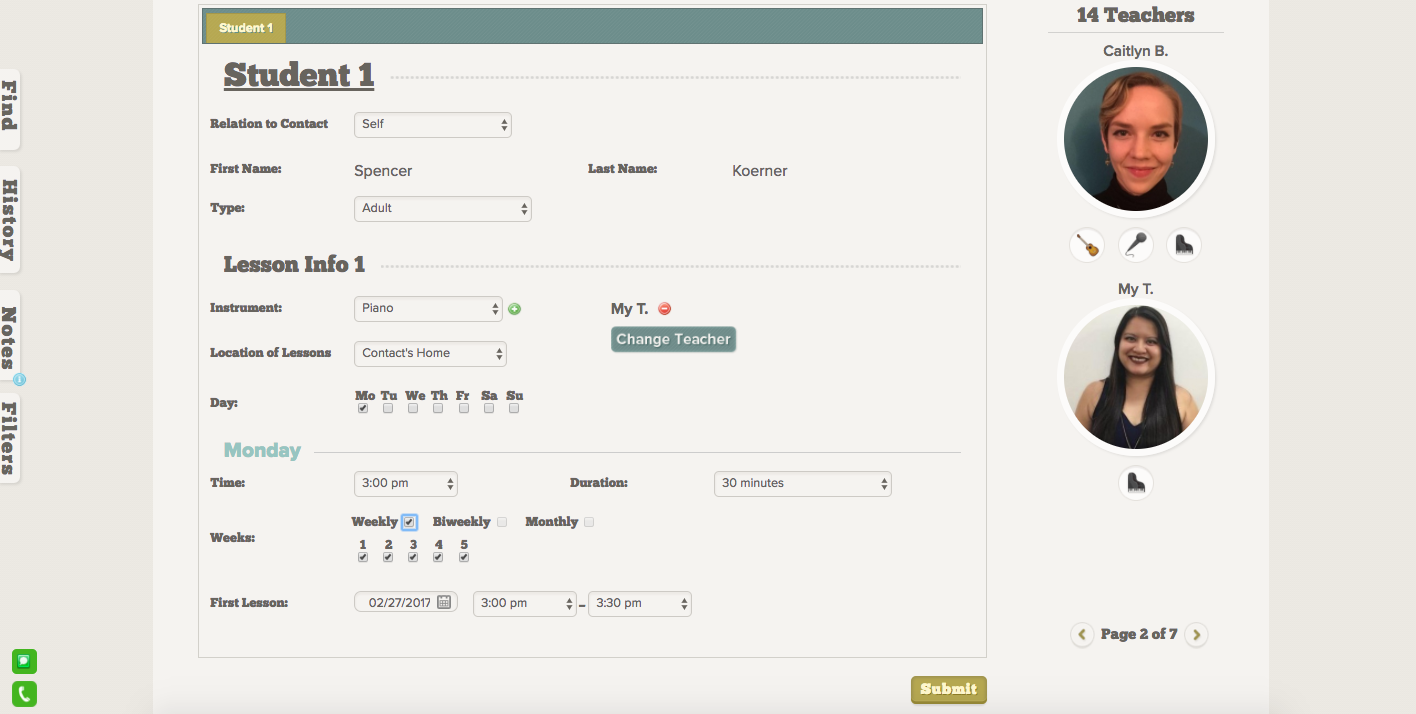 Find
History
Notes
Filters
Student 1
Student 1
Relation to Contact Self
First Name: Spencer Last Name: Koerner
Type: Adult
Lesson Info 1
Instrument: Piano My T.
Change Teacher
Location of Lessons Contact's Home
Day: Mo Tu We Th Fr Sa Su
Monday
Time: 3:00 pm Duration: 30 minutes
Weeks: Weekly Biweekly Monthly
1 2 3 4 5
First Lesson: 02/27/2017 3:00 pm – 3:30 pm
Submit
14 Teachers
Caitlyn B.
My T.
Page 2 of 7